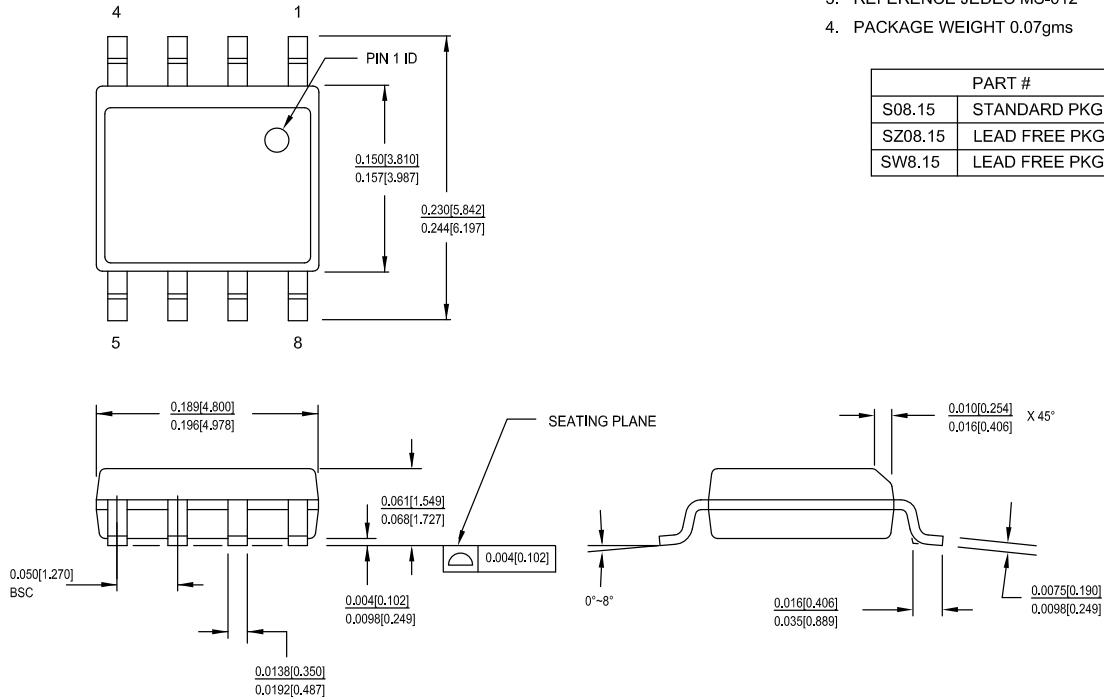 3. REFERENCE JEDEC MS-012
4. PACKAGE WEIGHT 0.07gms
PART #
S08.15 STANDARD PKG
SZ08.15 LEAD FREE PKG
SW8.15 LEAD FREE PKG
4 1
PIN 1 ID
0.150[3.810]
0.157[3.987]
0.230[5.842]
0.244[6.197]
5 8
0.189[4.800]
0.196[4.978]
SEATING PLANE
0.010[0.254]
0.016[0.406]
X 45°
0.061[1.549]
0.068[1.727]
0.004[0.102]
0.050[1.270]
BSC
0.004[0.102]
0.0098[0.249]
0°~8°
0.016[0.406]
0.035[0.889]
0.0075[0.190]
0.0098[0.249]
0.0138[0.350]
0.0192[0.487]